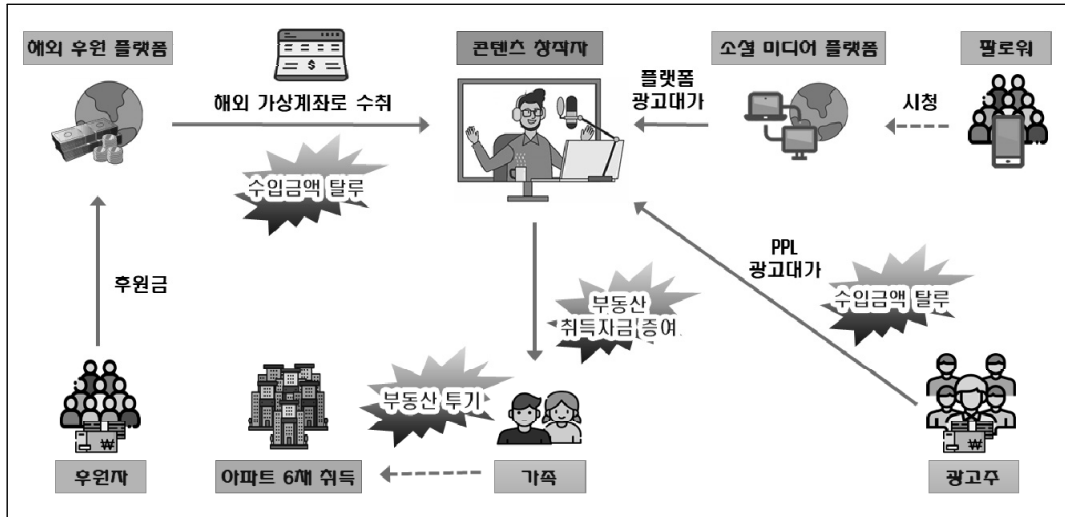 해외 후원 플랫폼
콘텐츠 창작자
소셜 미디어 플랫폼
팔로워
$
해외 가상계좌로 수취
플랫폼
광고대가
시청
수입금액 탈루
후원금
PPL
광고대가
수입금액 탈루
부동산
취득자금 증여
부동산 투기
₩
₩
후원자
아파트 6채 취득
가족
광고주